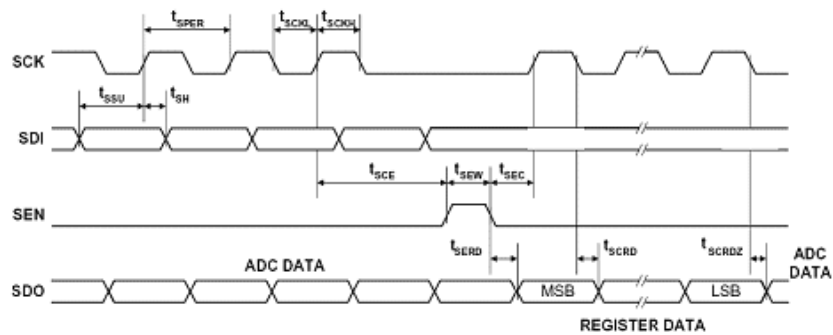 tSPER tSCKL tSCKH
SCK
tSSU tSH
SDI
tSCE tSEW tSEC
SEN
tSERD tSCRD tSCRDZ
ADC DATA
ADC
DATA
SDO MSB LSB
REGISTER DATA